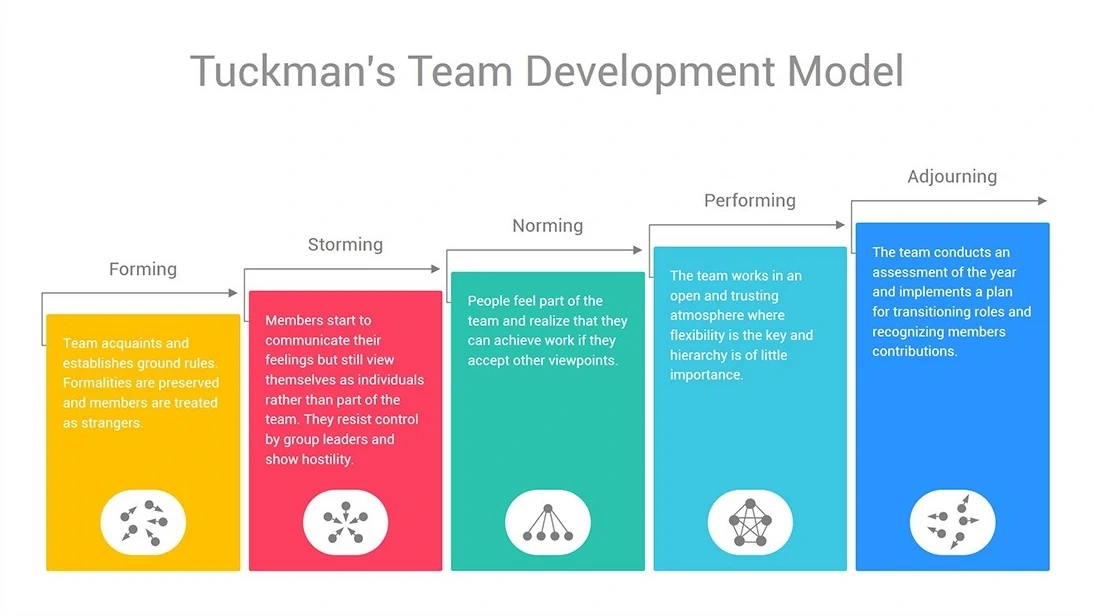 Tuckman's Team Development Model
Forming
Team acquaints and
establishes ground rules.
Formalities are preserved
and members are treated
as strangers.
Storming
Members start to
communicate their
feelings but still view
themselves as individuals
rather than part of the
team. They resist control
by group leaders and
show hostility.
Norming
People feel part of the
team and realize that they
can achieve work if they
accept other viewpoints.
Performing
The team works in an
open and trusting
atmosphere where
flexibility is the key and
hierarchy is of little
importance.
Adjourning
The team conducts an
assessment of the year
and implements a plan
for transitioning roles and
recognizing members
contributions.